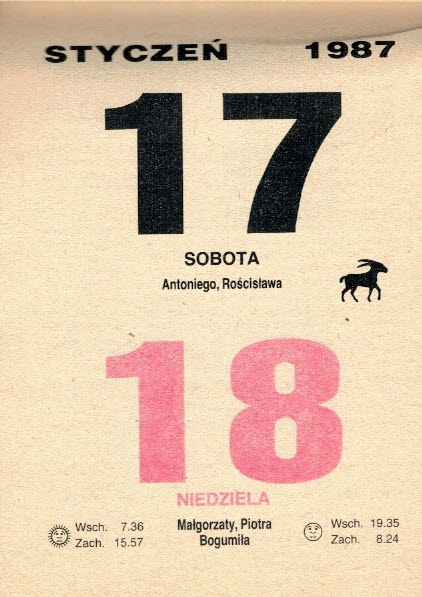 STYCZEŃ 1987
17
SOBOTA
Antoniego, Rościsława
18
NIEDZIELA
Wsch. 7.36
Zach. 15.57
Małgorzaty, Piotra
Bogumiła
Wsch. 19.35
Zach. 8.24